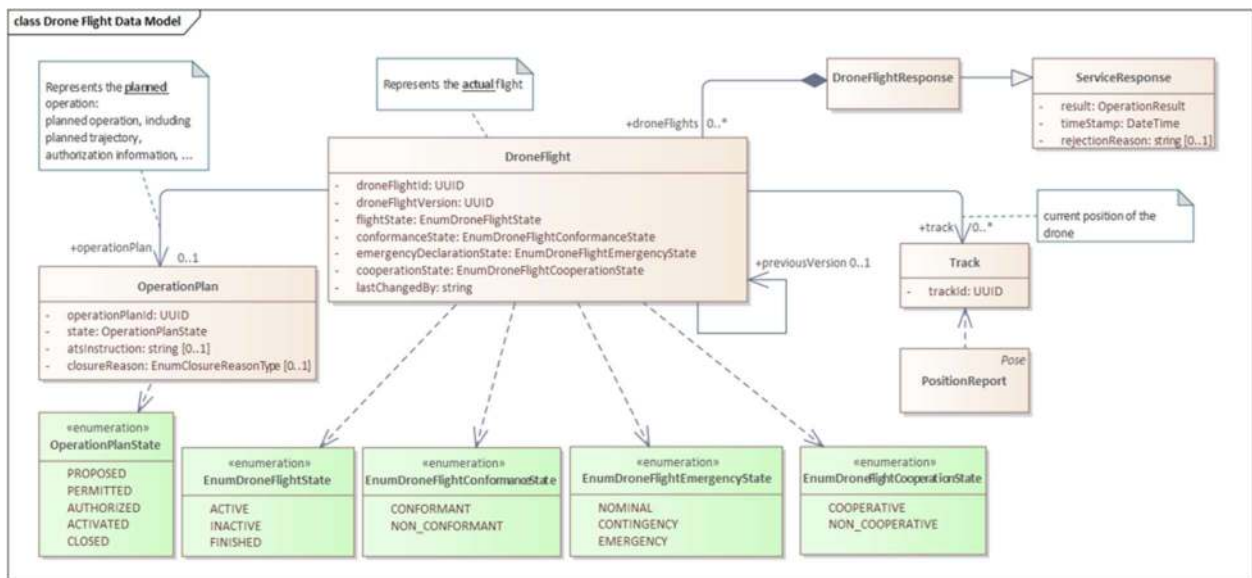 class Drone Flight Data Model
Represents the planned
operation:
planned operation, including
planned trajectory,
authorization information, ...
Represents the actual flight
DroneFlightResponse
ServiceResponse
- result: OperationResult
- timeStamp: DateTime
- rejectionReason: string [0..1]
+droneFlights 0..*
DroneFlight
- droneFlightId: UUID
- droneFlightVersion: UUID
- flightState: EnumDroneFlightState
- conformanceState: EnumDroneFlightConformanceState
- emergencyDeclarationState: EnumDroneFlightEmergencyState
- cooperationState: EnumDroneFlightCooperationState
- lastChangedBy: string
+operationPlan
0..1
+previousVersion 0..1
+track 0..*
current position of the
drone
OperationPlan
- operationPlanId: UUID
- state: OperationPlanState
- atsInstruction: string [0..1]
- closureReason: EnumClosureReasonType [0..1]
Track
- trackId: UUID
Pose
PositionReport
«enumeration»
OperationPlanState
PROPOSED
PERMITTED
AUTHORIZED
ACTIVATED
CLOSED
«enumeration»
EnumDroneFlightState
ACTIVE
INACTIVE
FINISHED
«enumeration»
EnumDroneFlightConformanceState
CONFORMANT
NON_CONFORMANT
«enumeration»
EnumDroneFlightEmergencyState
NOMINAL
CONTINGENCY
EMERGENCY
«enumeration»
EnumDroneFlightCooperationState
COOPERATIVE
NON_COOPERATIVE